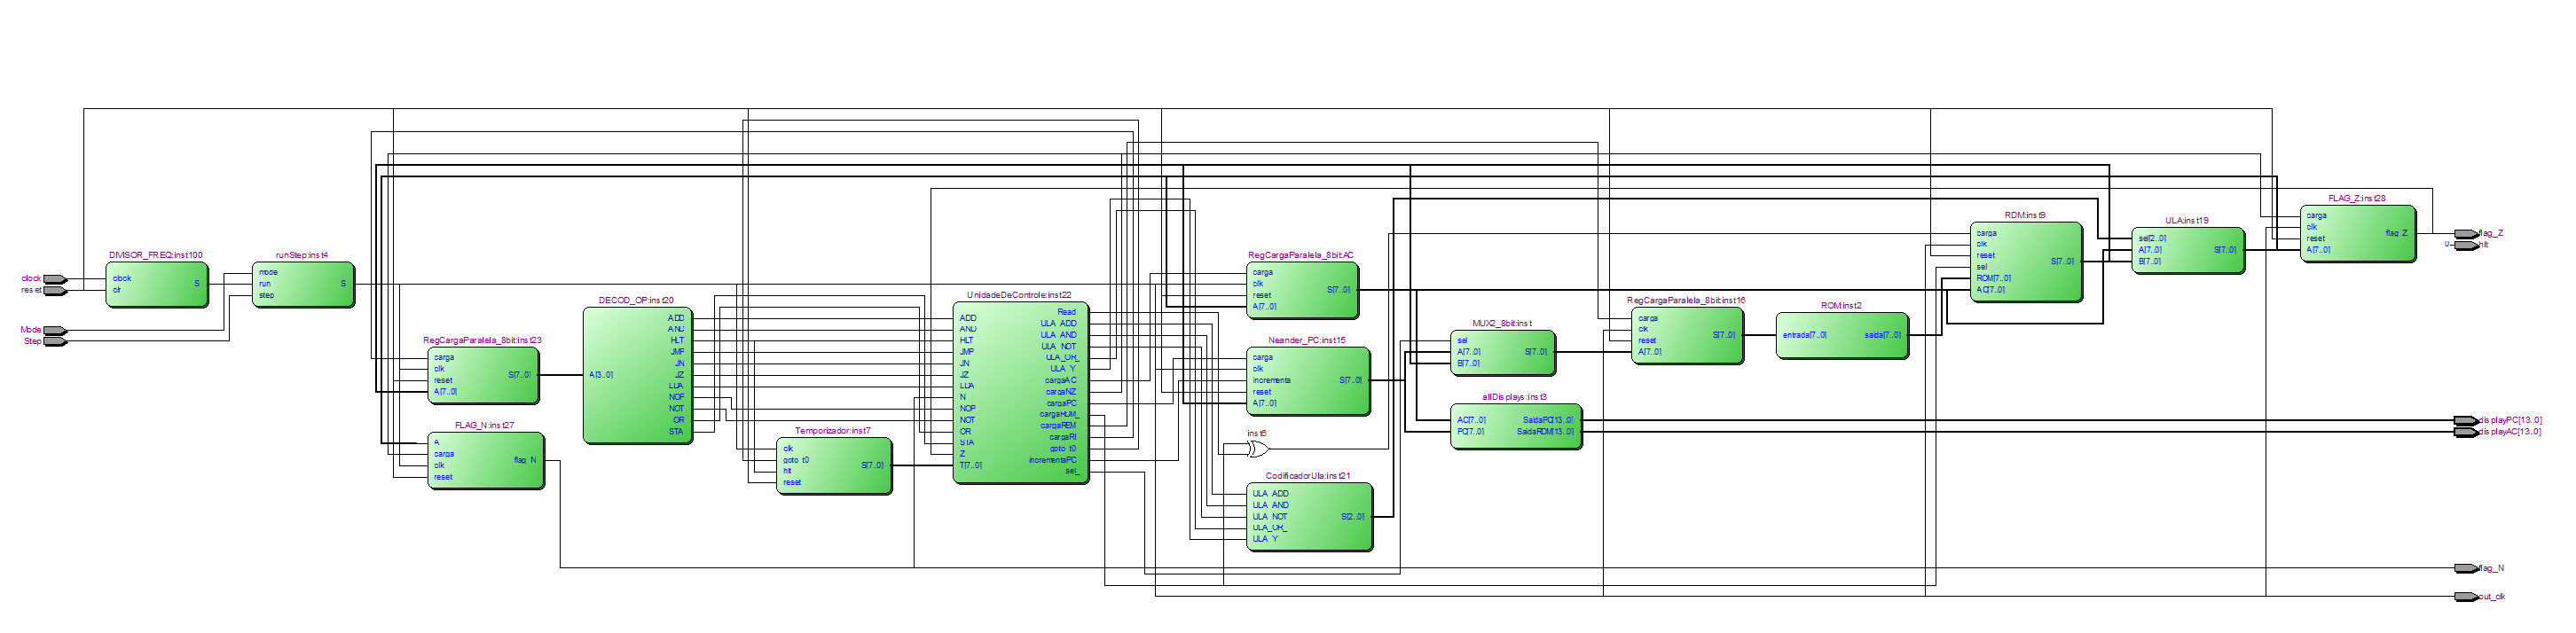 clock
reset
Mode
Step
DIVISOR_FREQ:inst100
clock
clr
S
runStep:inst4
mode
run
step
S
RegCargaParalela_8bit:inst23
carga
clk
reset
A[7..0]
S[7..0]
FLAG_N:inst27
A
carga
clk
reset
flag_N
DECOD_OP:inst20
A[3..0]
ADD
AND
HLT
JMP
JN
JZ
LDA
NOP
NOT
OR
STA
Temporizador:inst7
clk
goto_t0
hlt
reset
S[7..0]
UnidadeDeControle:inst22
ADD
AND
HLT
JMP
JN
JZ
LDA
N
NOP
NOT
OR
STA
Z
T[7..0]
Read
ULA_ADD
ULA_AND
ULA_NOT
ULA_OR_
ULA_Y
cargaAC
cargaNZ
cargaPC
cargaRDM_
cargaREM
cargaRI
goto_t0
incrementaPC
sel_
RegCargaParalela_8bit:AC
carga
clk
reset
A[7..0]
S[7..0]
Neander_PC:inst15
carga
clk
incrementa
reset
A[7..0]
S[7..0]
inst6
CodificadorUla:inst21
ULA_ADD
ULA_AND
ULA_NOT
ULA_OR_
ULA_Y
S[2..0]
MUX2_8bit:inst
sel
A[7..0]
B[7..0]
S[7..0]
allDisplays:inst3
AC[7..0]
PC[7..0]
SaidaPC[13..0]
SaidaRDM[13..0]
RegCargaParalela_8bit:inst16
carga
clk
reset
A[7..0]
S[7..0]
ROM:inst2
entrada[7..0]
saida[7..0]
RDM:inst9
carga
clk
reset
sel
ROM[7..0]
AC[7..0]
S[7..0]
ULA:inst19
sel[2..0]
A[7..0]
B[7..0]
S[7..0]
FLAG_Z:inst28
carga
clk
reset
A[7..0]
flag_Z
flag_Z
0
hlt
displayPC[13..0]
displayAC[13..0]
flag_N
out_clk